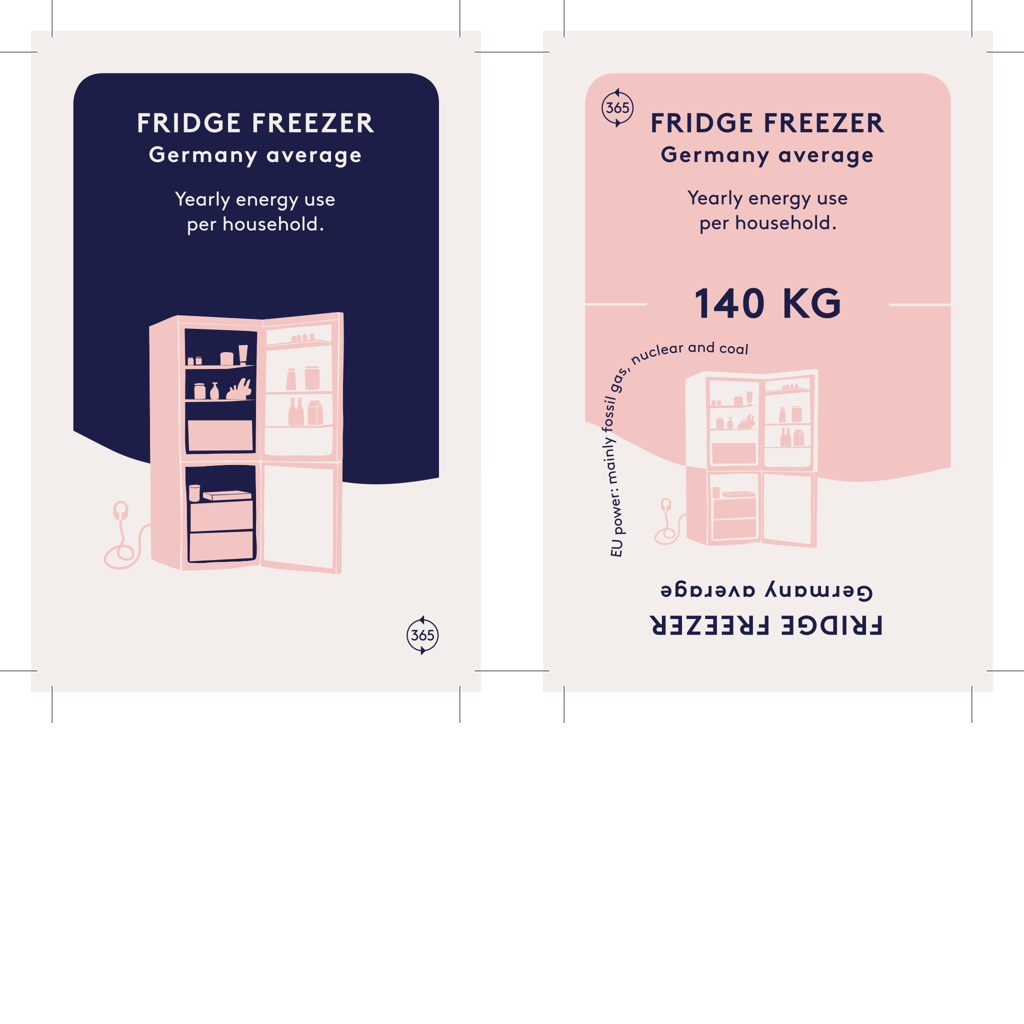 FRIDGE FREEZER
Germany average
Yearly energy use
per household.
365
365
FRIDGE FREEZER
Germany average
Yearly energy use
per household.
140 KG
EU power: mainly fossil gas, nuclear and coal
Germany average
FRIDGE FREEZER